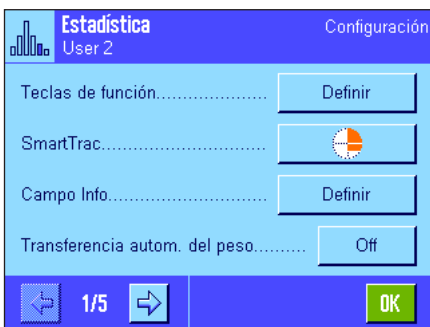 Estadística
Configuración
User 2
Teclas de función.................... Definir
SmartTrac..............................
Campo Info............................. Definir
Transferencia autom. del peso.......... Off
1/5
OK